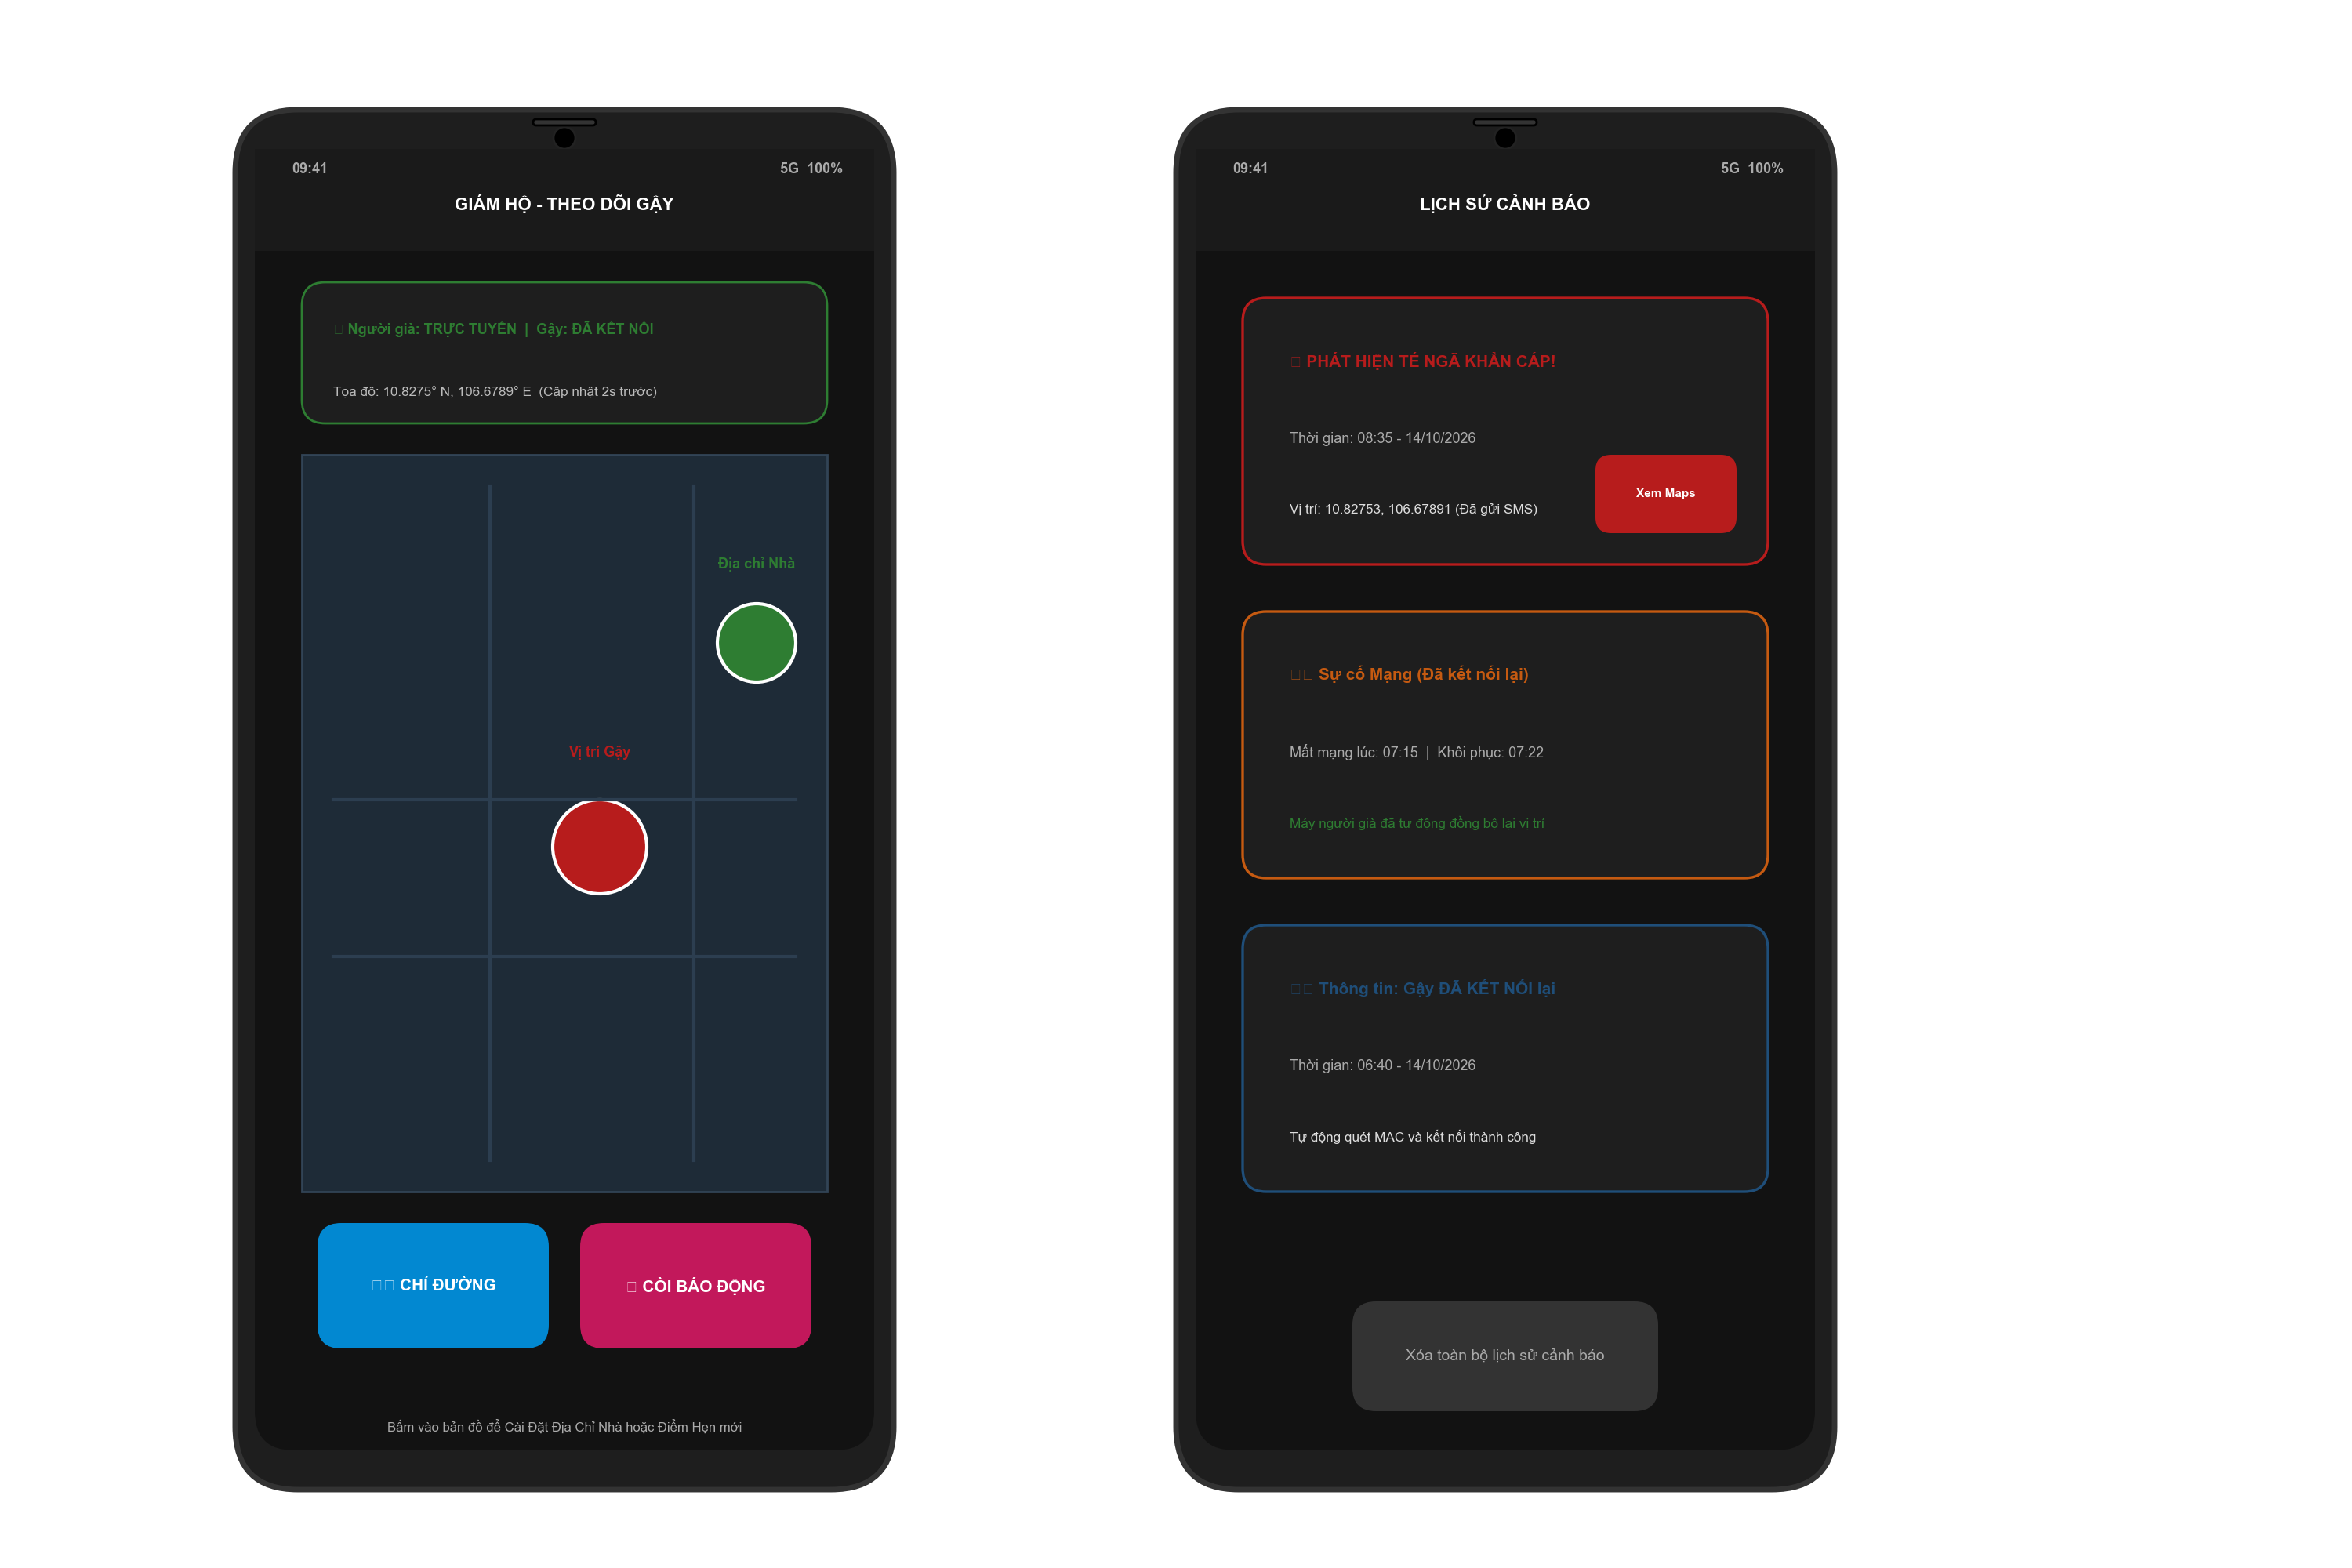 09:41 5G 100%
GIÁM HỘ - THEO DÕI GẬY
Người già: TRỰC TUYẾN | Gậy: ĐÃ KẾT NỐI
Tọa độ: 10.8275° N, 106.6789° E (Cập nhật 2s trước)
Địa chỉ Nhà
Vị trí Gậy
CHỈ ĐƯỜNG
CÒI BÁO ĐỘNG
Bấm vào bản đồ để Cài Đặt Địa Chỉ Nhà hoặc Điểm Hẹn mới
09:41 5G 100%
LỊCH SỬ CẢNH BÁO
PHÁT HIỆN TÉ NGÃ KHẨN CẤP!
Thời gian: 08:35 - 14/10/2026
Vị trí: 10.82753, 106.67891 (Đã gửi SMS)
Xem Maps
Sự cố Mạng (Đã kết nối lại)
Mất mạng lúc: 07:15 | Khôi phục: 07:22
Máy người già đã tự động đồng bộ lại vị trí
Thông tin: Gậy ĐÃ KẾT NỐI lại
Thời gian: 06:40 - 14/10/2026
Tự động quét MAC và kết nối thành công
Xóa toàn bộ lịch sử cảnh báo